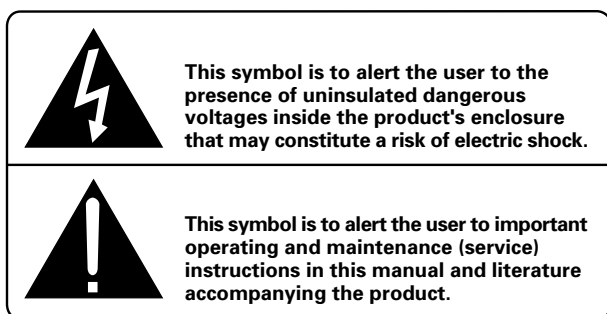 This symbol is to alert the user to the
presence of uninsulated dangerous
voltages inside the product's enclosure
that may constitute a risk of electric shock.
This symbol is to alert the user to important
operating and maintenance (service)
instructions in this manual and literature
accompanying the product.